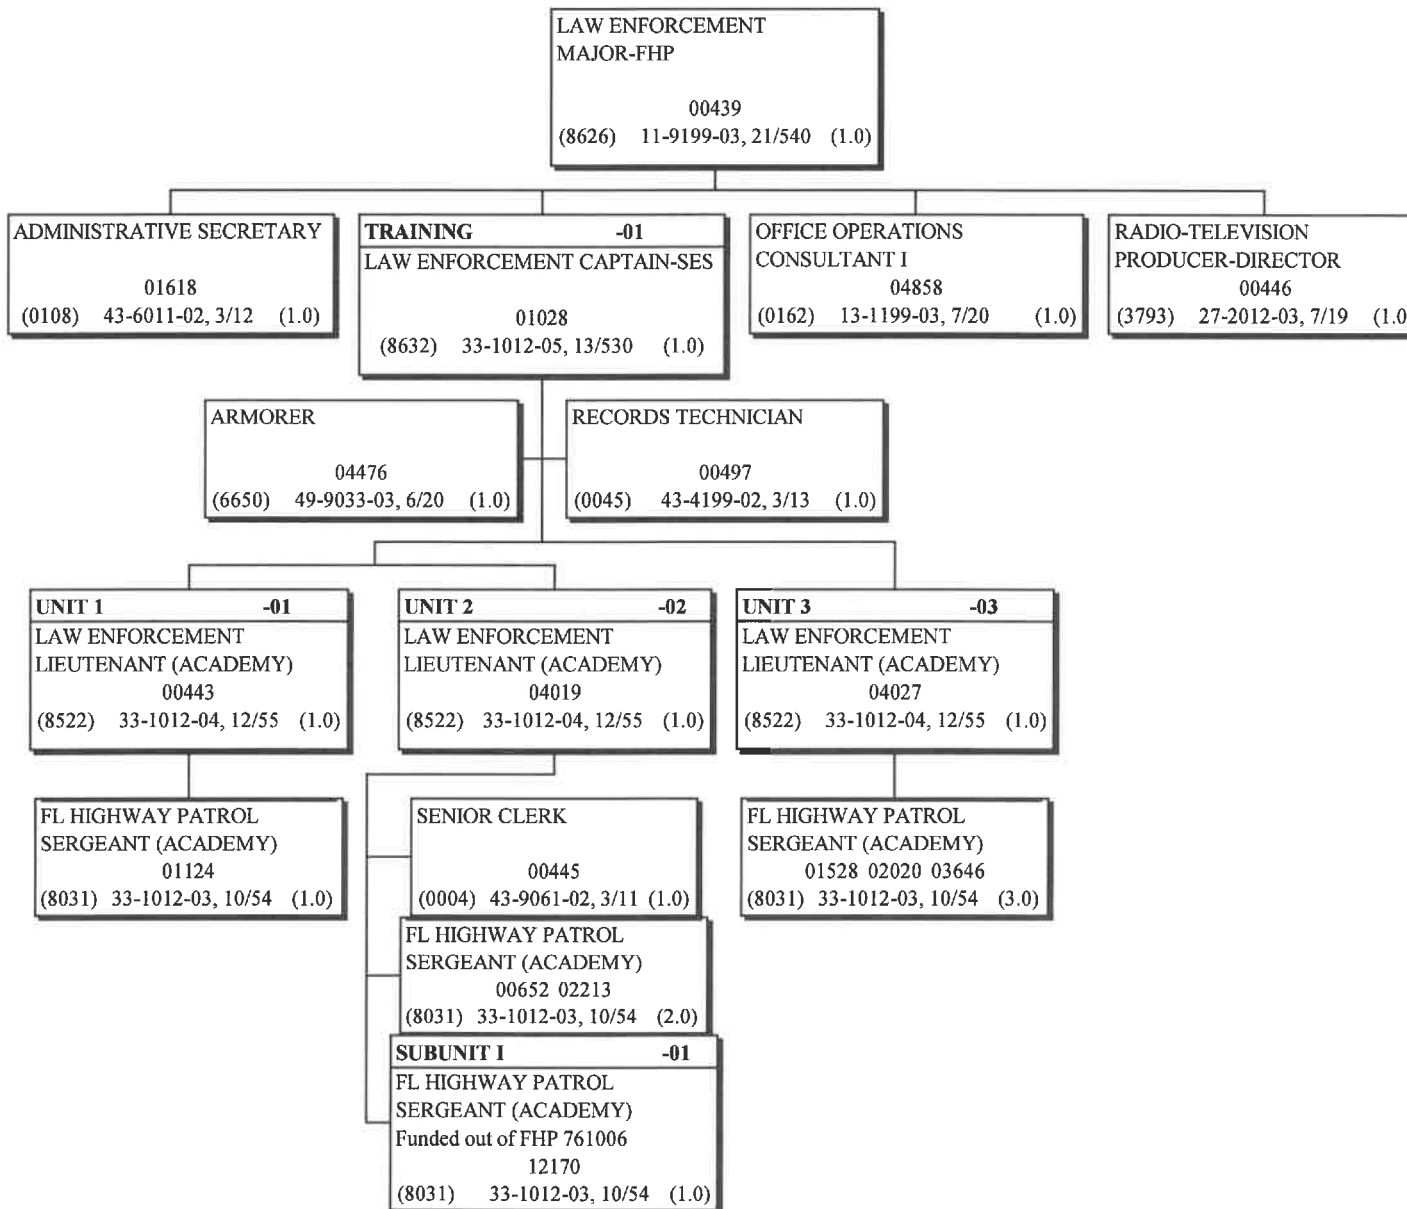 LAW ENFORCEMENT
MAJOR-FHP
00439
(8626) 11-9199-03, 21/540 (1.0)
ADMINISTRATIVE SECRETARY
01618
(0108) 43-6011-02, 3/12 (1.0)
TRAINING -01
LAW ENFORCEMENT CAPTAIN-SES
01028
(8632) 33-1012-05, 13/530 (1.0)
OFFICE OPERATIONS
CONSULTANT I
04858
(0162) 13-1199-03, 7/20 (1.0)
RADIO-TELEVISION
PRODUCER-DIRECTOR
00446
(3793) 27-2012-03, 7/19 (1.0
ARMORER
04476
(6650) 49-9033-03, 6/20 (1.0)
RECORDS TECHNICIAN
00497
(0045) 43-4199-02, 3/13 (1.0)
UNIT 1 -01
LAW ENFORCEMENT
LIEUTENANT (ACADEMY)
00443
(8522) 33-1012-04, 12/55 (1.0)
UNIT 2 -02
LAW ENFORCEMENT
LIEUTENANT (ACADEMY)
04019
(8522) 33-1012-04, 12/55 (1.0)
UNIT 3 -03
LAW ENFORCEMENT
LIEUTENANT (ACADEMY)
04027
(8522) 33-1012-04, 12/55 (1.0)
FL HIGHWAY PATROL
SERGEANT (ACADEMY)
01124
(8031) 33-1012-03, 10/54 (1.0)
SENIOR CLERK
00445
(0004) 43-9061-02, 3/11 (1.0)
FL HIGHWAY PATROL
SERGEANT (ACADEMY)
01528 02020 03646
(8031) 33-1012-03, 10/54 (3.0)
FL HIGHWAY PATROL
SERGEANT (ACADEMY)
00652 02213
(8031) 33-1012-03, 10/54 (2.0)
SUBUNIT I -01
FL HIGHWAY PATROL
SERGEANT (ACADEMY)
Funded out of FHP 761006
12170
(8031) 33-1012-03, 10/54 (1.0)